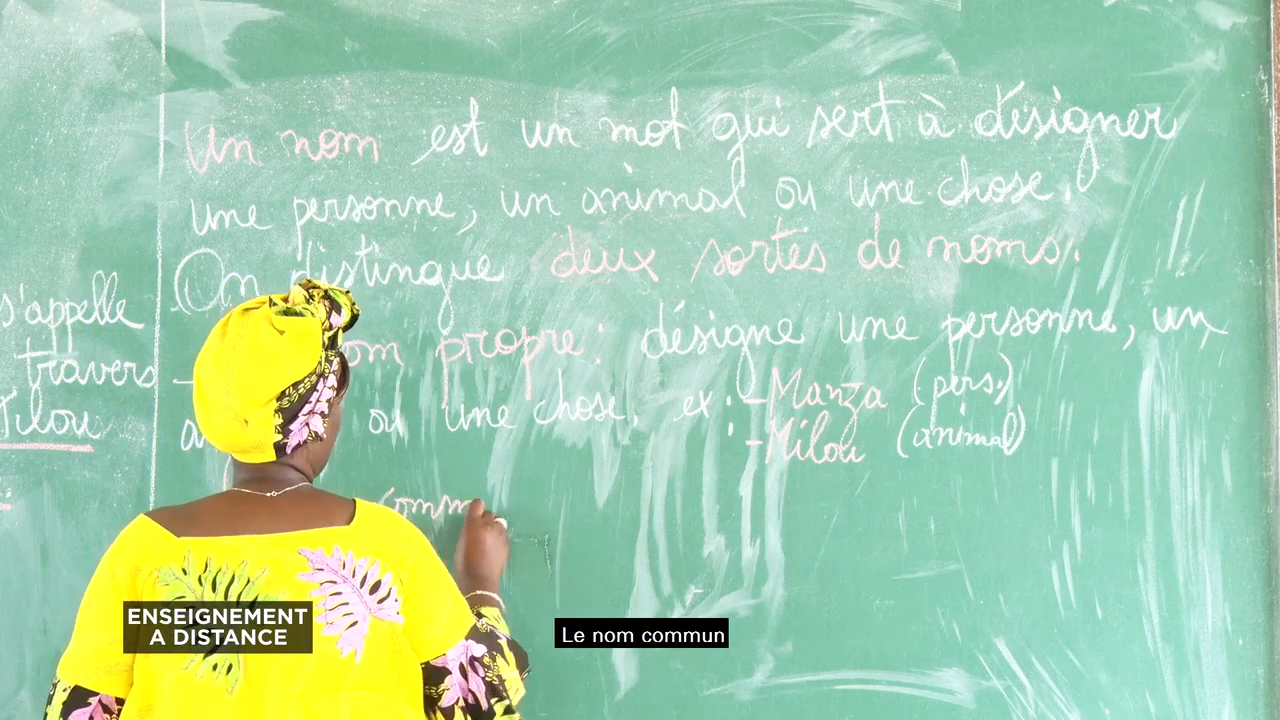 Un nom est un mot qui sert à désigner
une personne, un animal ou une chose.
On distingue deux sortes de noms.
- om propre : désigne une personne, un
a ou une chose. ex : - Manza (pers.)
- Milou (animal)
comm
s'appelle
travers
Tilou
ENSEIGNEMENT
A DISTANCE
Le nom commun